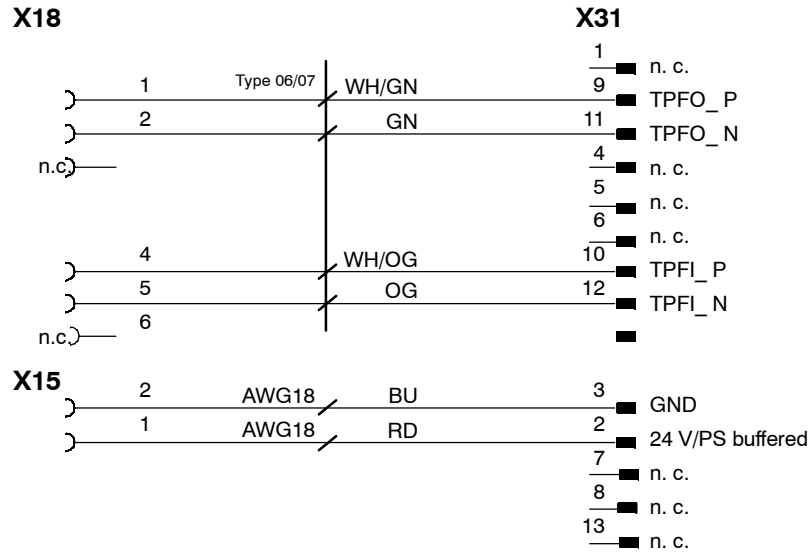 X18 X31
1 n. c.
1 Type 06/07 WH/GN 9 TPFO_ P
2 GN 11 TPFO_ N
n.c. 4 n. c.
5 n. c.
6 n. c.
4 WH/OG 10 TPFI_ P
5 OG 12 TPFI_ N
n.c. 6
X15
2 AWG18 BU 3 GND
1 AWG18 RD 2 24 V/PS buffered
7 n. c.
8 n. c.
13 n. c.